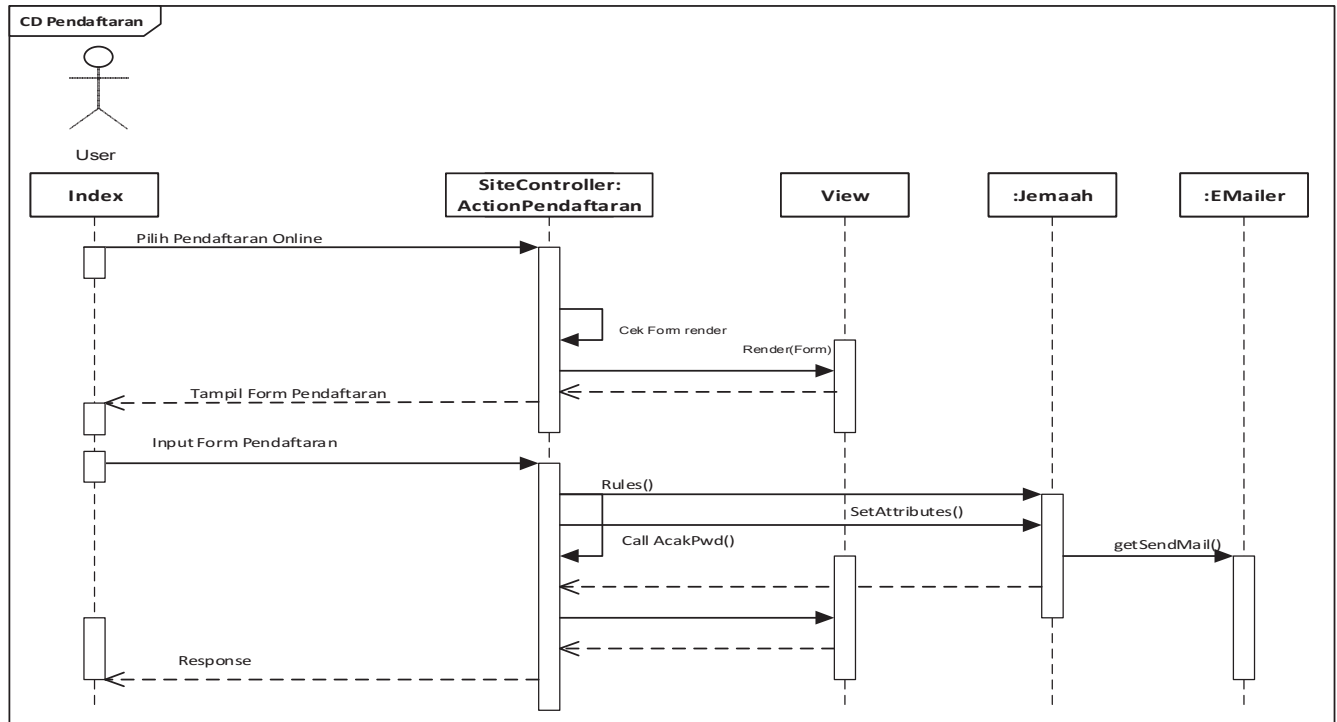 CD Pendaftaran
User
Index
SiteController:
ActionPendaftaran
View
:Jemaah
:EMailer
Pilih Pendaftaran Online
Cek Form render
Render(Form)
Tampil Form Pendaftaran
Input Form Pendaftaran
Rules()
SetAttributes()
Call AcakPwd()
getSendMail()
Response